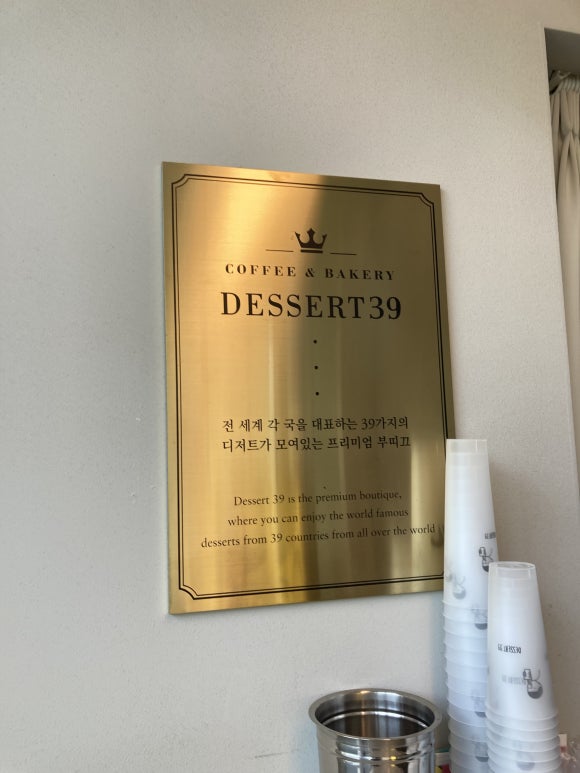 COFFEE & BAKERY
DESSERT39
전 세계 각 국을 대표하는 39가지의
디저트가 모여있는 프리미엄 부띠끄
Dessert 39 is the premium boutique,
where you can enjoy the world famous
desserts from 39 countries from all over the world
DESSERT 39